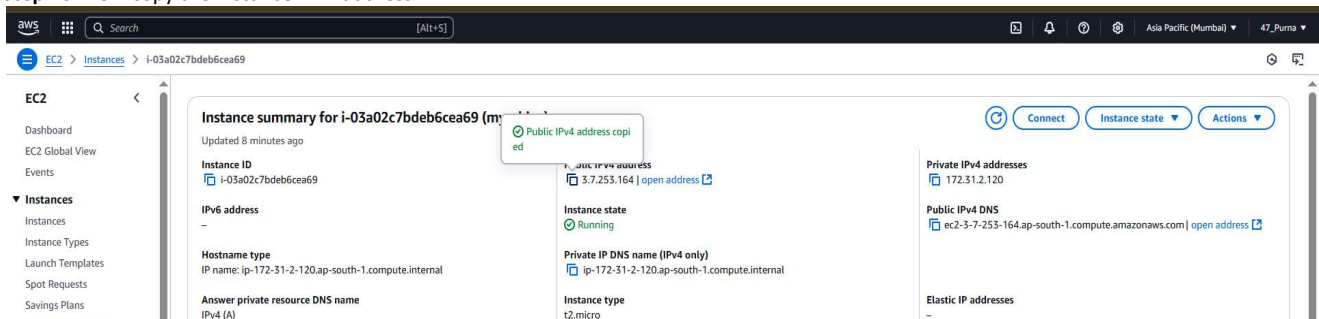 aws
Search
[Alt+S]
Asia Pacific (Mumbai)
47_Purna
EC2 > Instances > i-03a02c7bdeb6cea69
EC2
Dashboard
EC2 Global View
Events
Instances
Instances
Instance Types
Launch Templates
Spot Requests
Savings Plans
Instance summary for i-03a02c7bdeb6cea69
Updated 8 minutes ago
Connect
Instance state
Actions
Public IPv4 address copi
ed
Instance ID
i-03a02c7bdeb6cea69
Public IPv4 address
3.7.253.164 | open address
Private IPv4 addresses
172.31.2.120
IPv6 address
–
Instance state
Running
Public IPv4 DNS
ec2-3-7-253-164.ap-south-1.compute.amazonaws.com | open address
Hostname type
IP name: ip-172-31-2-120.ap-south-1.compute.internal
Private IP DNS name (IPv4 only)
ip-172-31-2-120.ap-south-1.compute.internal
Answer private resource DNS name
IPv4 (A)
Instance type
t2.micro
Elastic IP addresses
–